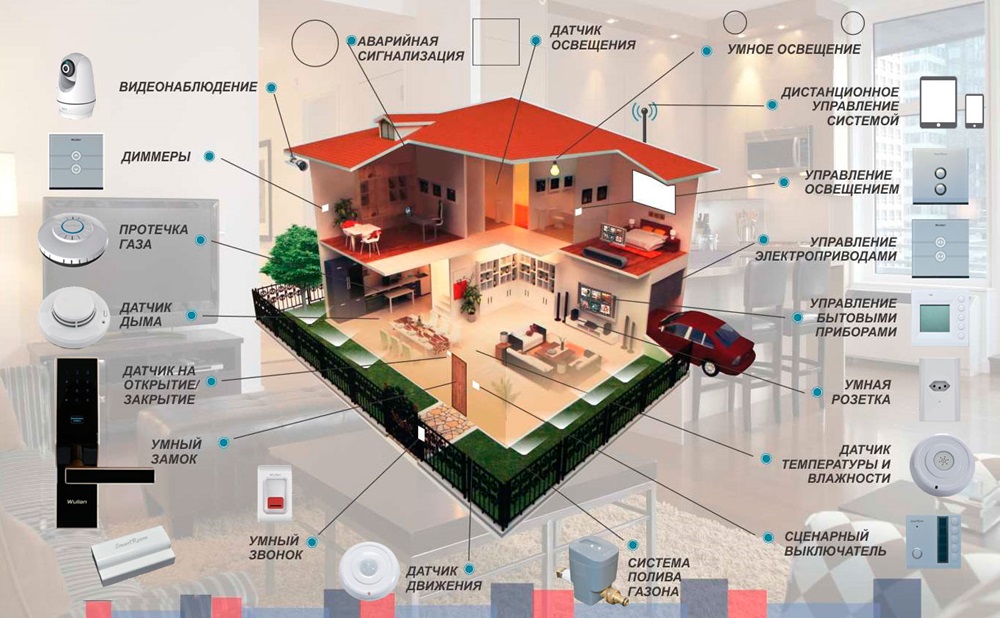 АВАРИЙНАЯ
СИГНАЛИЗАЦИЯ
ДАТЧИК
ОСВЕЩЕНИЯ
УМНОЕ ОСВЕЩЕНИЕ
ВИДЕОНАБЛЮДЕНИЕ
ДИСТАНЦИОННОЕ
УПРАВЛЕНИЕ
СИСТЕМОЙ
ДИММЕРЫ
УПРАВЛЕНИЕ
ОСВЕЩЕНИЕМ
ПРОТЕЧКА
ГАЗА
УПРАВЛЕНИЕ
ЭЛЕКТРОПРИВОДАМИ
ДАТЧИК
ДЫМА
УПРАВЛЕНИЕ
БЫТОВЫМИ
ПРИБОРАМИ
ДАТЧИК НА
ОТКРЫТИЕ/
ЗАКРЫТИЕ
УМНАЯ
РОЗЕТКА
УМНЫЙ
ЗАМОК
ДАТЧИК
ТЕМПЕРАТУРЫ И
ВЛАЖНОСТИ
Wulian
УМНЫЙ
ЗВОНОК
СЦЕНАРНЫЙ
ВЫКЛЮЧАТЕЛЬ
SmartRoom
ДАТЧИК
ДВИЖЕНИЯ
СИСТЕМА
ПОЛИВА
ГАЗОНА